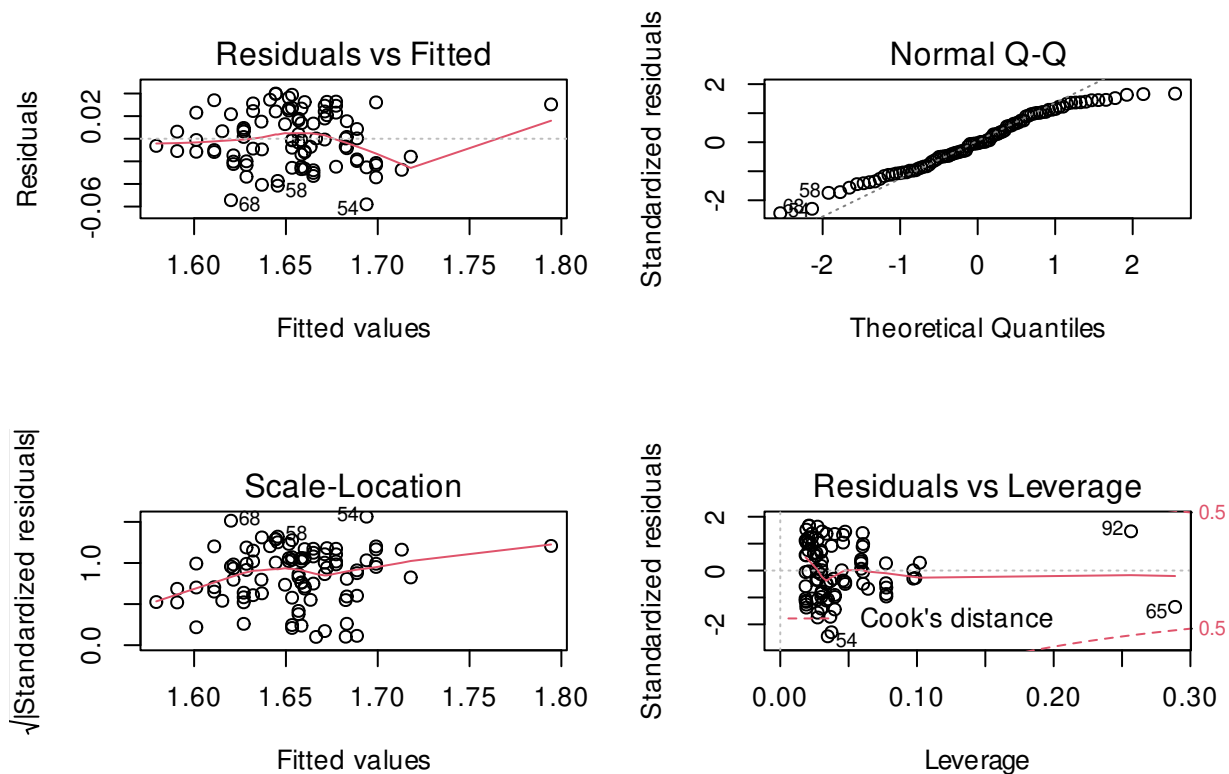 Residuals vs Fitted
Residuals
0.02
-0.06
68
58
54
1.60 1.65 1.70 1.75 1.80
Fitted values
Normal Q-Q
Standardized residuals
2
0
-2
58
-2 -1 0 1 2
Theoretical Quantiles
Scale-Location
√|Standardized residuals|
1.0
0.0
68
58
54
1.60 1.65 1.70 1.75 1.80
Fitted values
Residuals vs Leverage
Standardized residuals
2
0
-2
92
65
54
Cook's distance
0.5
0.5
0.00 0.10 0.20 0.30
Leverage